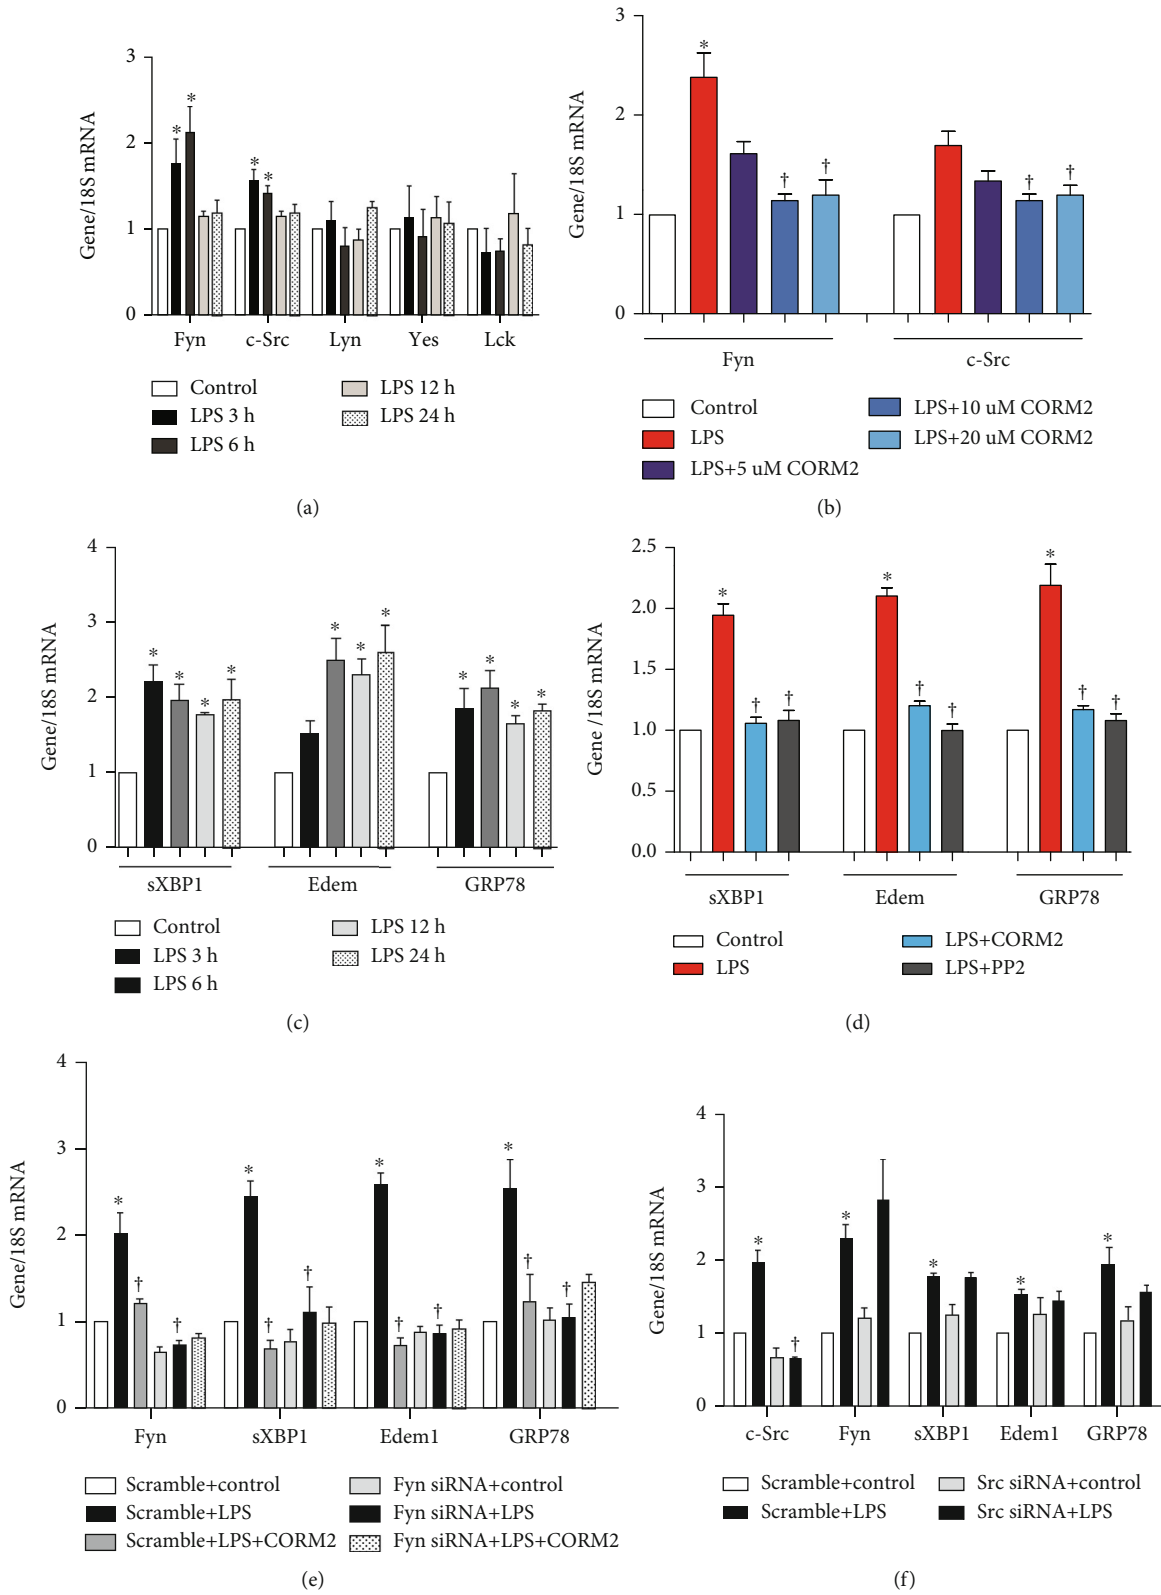 3
2
1
0
Gene/18S mRNA
* * * *
Fyn c-Src Lyn Yes Lck
Control
LPS 3 h
LPS 6 h
LPS 12 h
LPS 24 h
(a)
3
2
1
0
Gene/18S mRNA
* † † † †
Fyn c-Src
Control
LPS
LPS+5 uM CORM2
LPS+10 uM CORM2
LPS+20 uM CORM2
(b)
4
3
2
1
0
Gene/18S mRNA
* * * * * * * * * * *
sXBP1 Edem GRP78
Control
LPS 3 h
LPS 6 h
LPS 12 h
LPS 24 h
(c)
2.5
2.0
1.5
1.0
0.5
0.0
Gene /18S mRNA
* † † * † † * † †
sXBP1 Edem GRP78
Control
LPS
LPS+CORM2
LPS+PP2
(d)
4
3
2
1
0
Gene/18S mRNA
* † † * † † * † † * † †
Fyn sXBP1 Edem1 GRP78
Scramble+control
Scramble+LPS
Scramble+LPS+CORM2
Fyn siRNA+control
Fyn siRNA+LPS
Fyn siRNA+LPS+CORM2
(e)
4
3
2
1
0
Gene/18S mRNA
* † * * * *
c-Src Fyn sXBP1 Edem1 GRP78
Scramble+control
Scramble+LPS
Src siRNA+control
Src siRNA+LPS
(f)